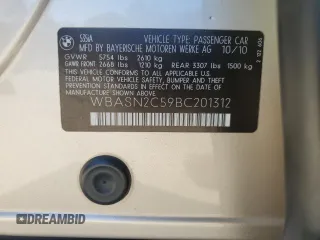 535iA VEHICLE TYPE: PASSENGER CAR
MFD BY BAYERISCHE MOTOREN WERKE AG 10/10
GVWR 5754 lbs 2610 kg
GAWR FRONT 2668 lbs 1210 kg REAR 3307 lbs 1500 kg
THIS VEHICLE CONFORMS TO ALL APPLICABLE FEDERAL
MOTOR VEHICLE SAFETY, BUMPER AND THEFT PREVENTION
STANDARDS IN EFFECT ON THE DATE OF MANUFACTURE
SHOWN ABOVE
WBASN2C59BC201312
DREAMBID